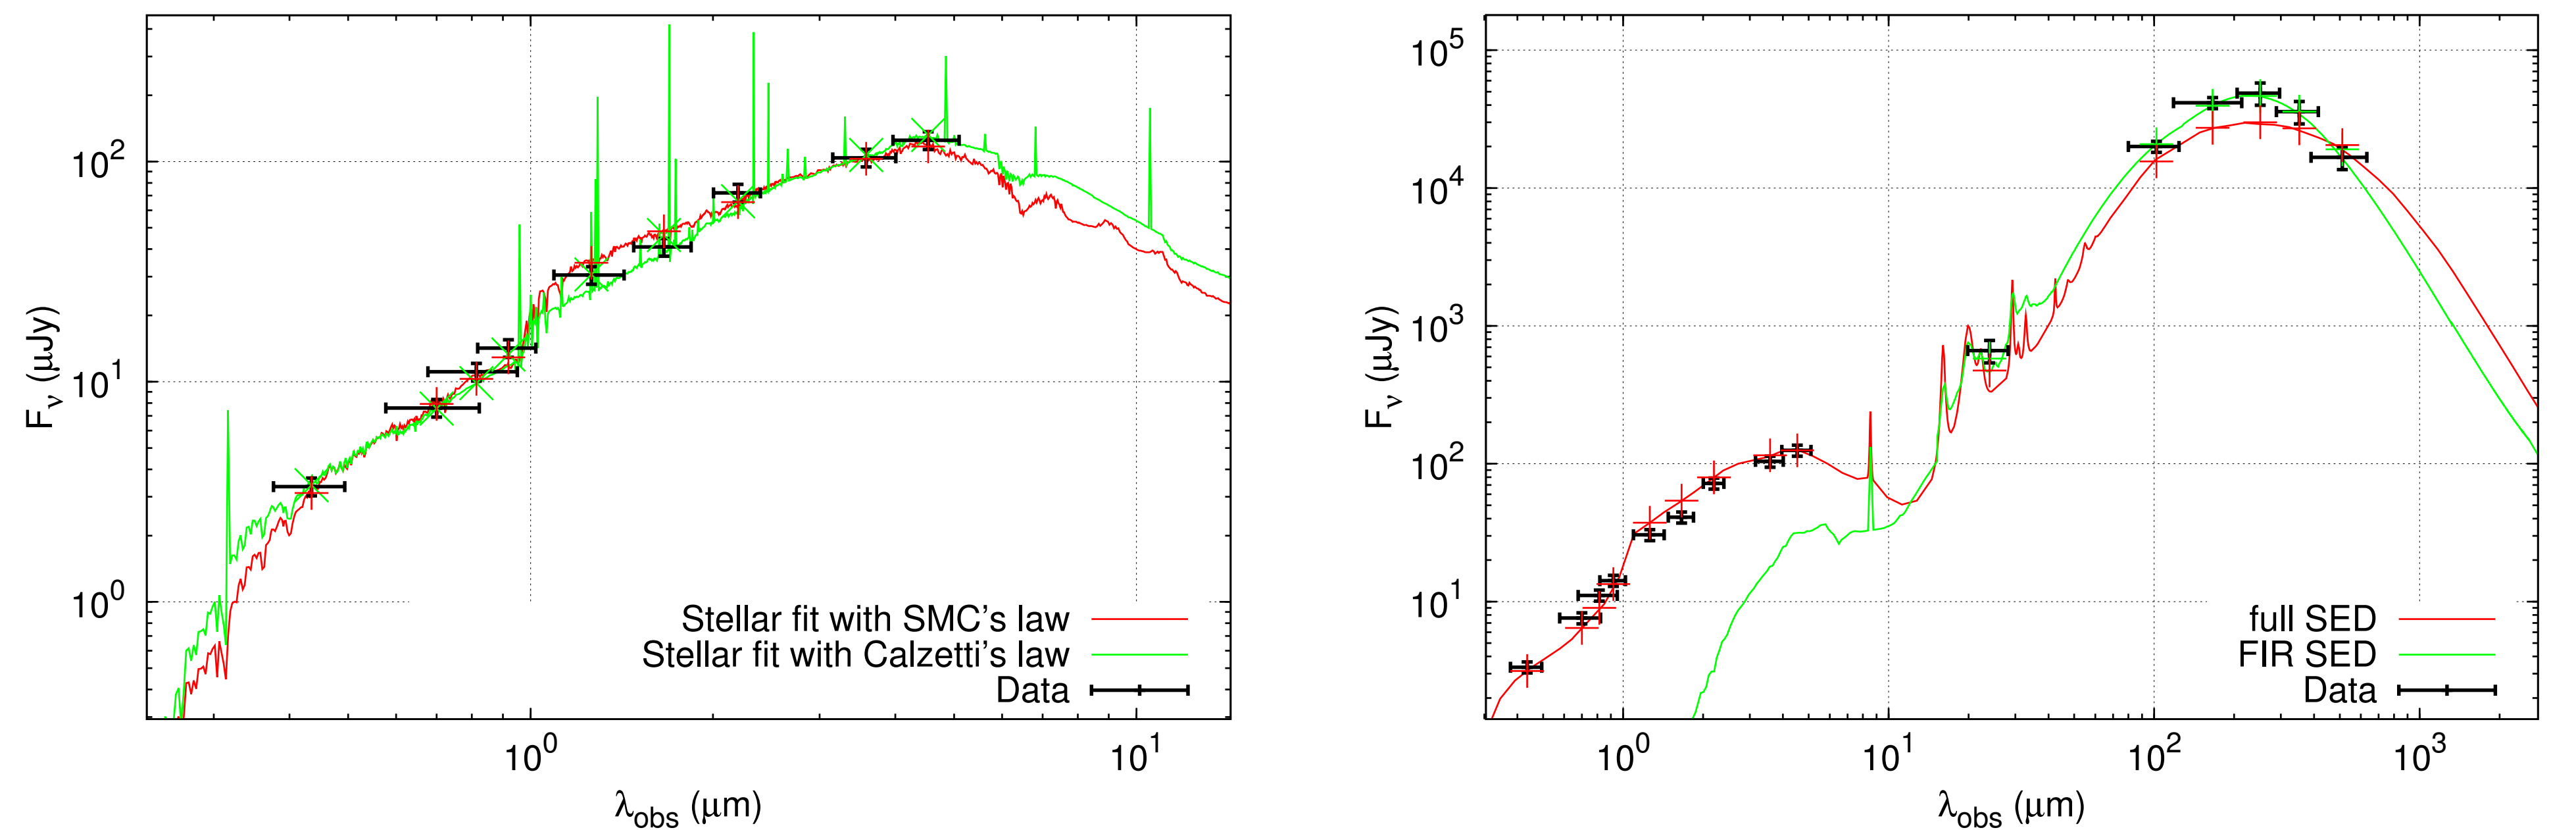 10²
10¹
10⁰
F_ν (μJy)
Stellar fit with SMC's law
Stellar fit with Calzetti's law
Data
10⁰
10¹
λ_obs (μm)
10⁵
10⁴
10³
10²
10¹
F_ν (μJy)
full SED
FIR SED
Data
10⁰
10¹
10²
10³
λ_obs (μm)